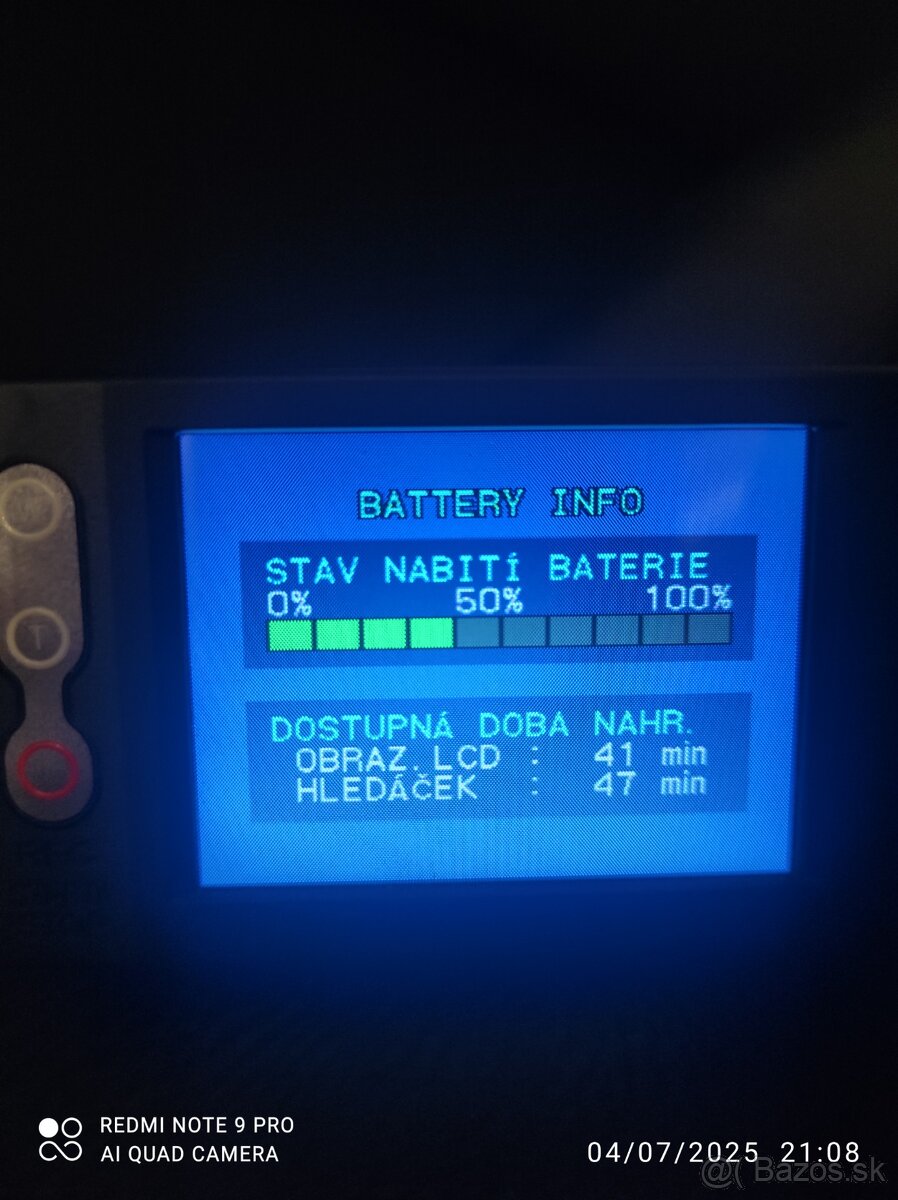 BATTERY INFO
STAV NABITÍ BATERIE
0% 50% 100%
DOSTUPNÁ DOBA NAHR.
OBRAZ.LCD : 41 min
HLEDÁČEK : 47 min
T
REDMI NOTE 9 PRO
AI QUAD CAMERA
04/07/2025 21:08
Bazos.sk